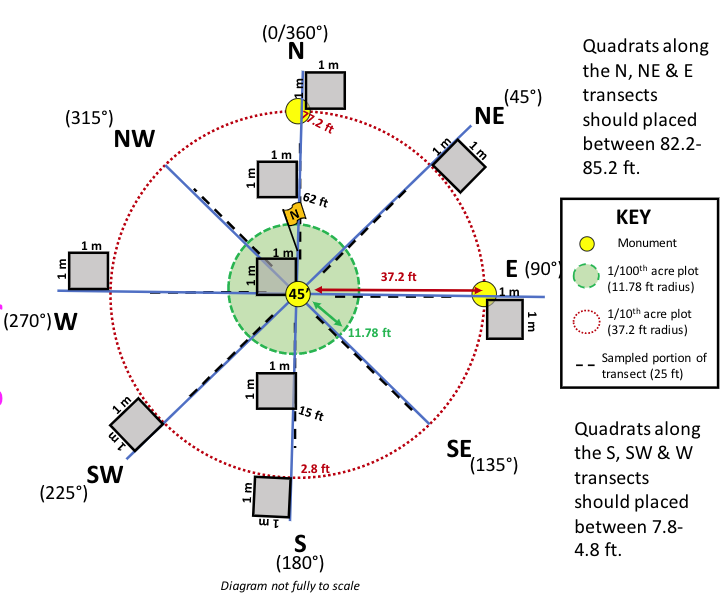 (0/360°)
N
1 m
1 m
77.2 ft
(45°)
NE
1 m
1 m
(315°)
NW
1 m
1 m
62 ft
N
1 m
1 m
1 m
1 m
45'
37.2 ft
E (90°)
1 m
1 m
(270°) W
11.78 ft
1 m
1 m
15 ft
1 m
1 m
SW
(225°)
SE
(135°)
2.8 ft
1 m
1 m
S
(180°)
Diagram not fully to scale
Quadrats along
the N, NE & E
transects
should placed
between 82.2-
85.2 ft.
KEY
Monument
1/100th acre plot
(11.78 ft radius)
1/10th acre plot
(37.2 ft radius)
Sampled portion of
transect (25 ft)
Quadrats along
the S, SW & W
transects
should placed
between 7.8-
4.8 ft.